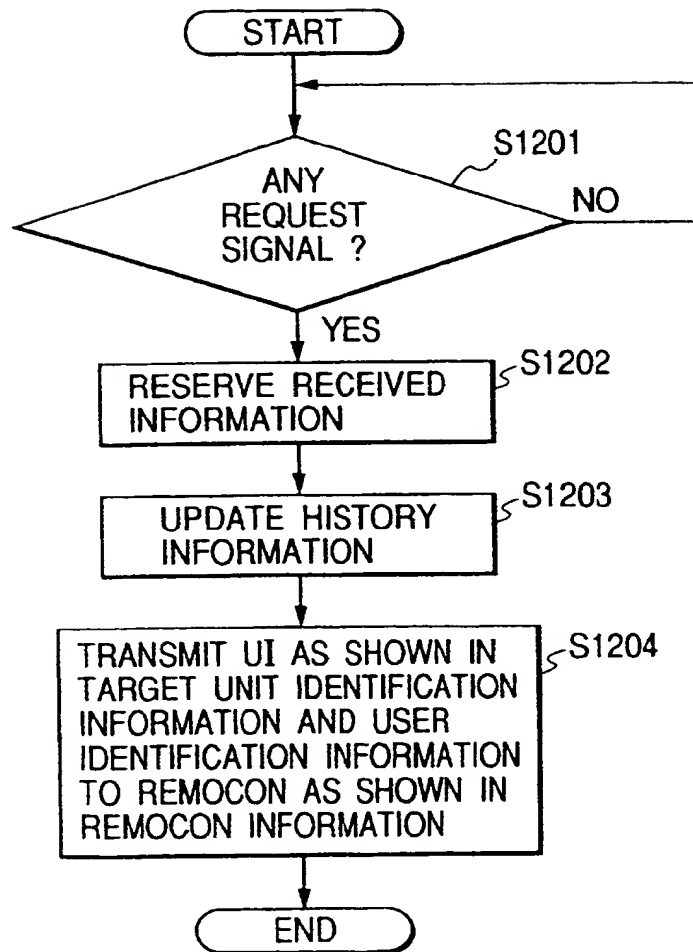 START
S1201
ANY
REQUEST
SIGNAL ?
NO
YES
S1202
RESERVE RECEIVED
INFORMATION
S1203
UPDATE HISTORY
INFORMATION
S1204
TRANSMIT UI AS SHOWN IN
TARGET UNIT IDENTIFICATION
INFORMATION AND USER
IDENTIFICATION INFORMATION
TO REMOCON AS SHOWN IN
REMOCON INFORMATION
END